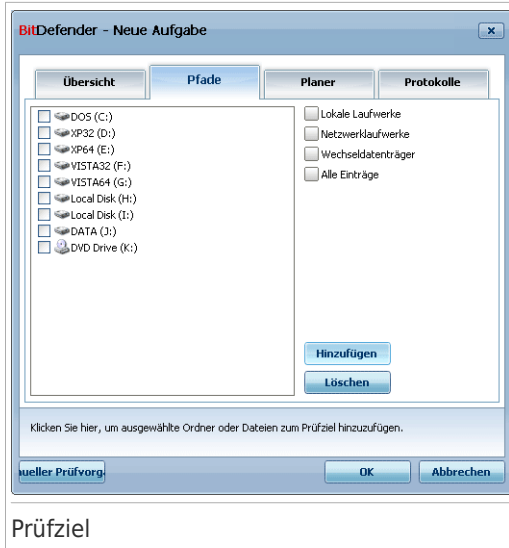 BitDefender - Neue Aufgabe
Übersicht
Pfade
Planer
Protokolle
DOS (C:)
XP32 (D:)
XP64 (E:)
VISTA32 (F:)
VISTA64 (G:)
Local Disk (H:)
Local Disk (I:)
DATA (J:)
DVD Drive (K:)
Lokale Laufwerke
Netzwerklaufwerke
Wechseldatenträger
Alle Einträge
Hinzufügen
Löschen
Klicken Sie hier, um ausgewählte Ordner oder Dateien zum Prüfziel hinzuzufügen.
ueller Prüfvorg
OK
Abbrechen
Prüfziel